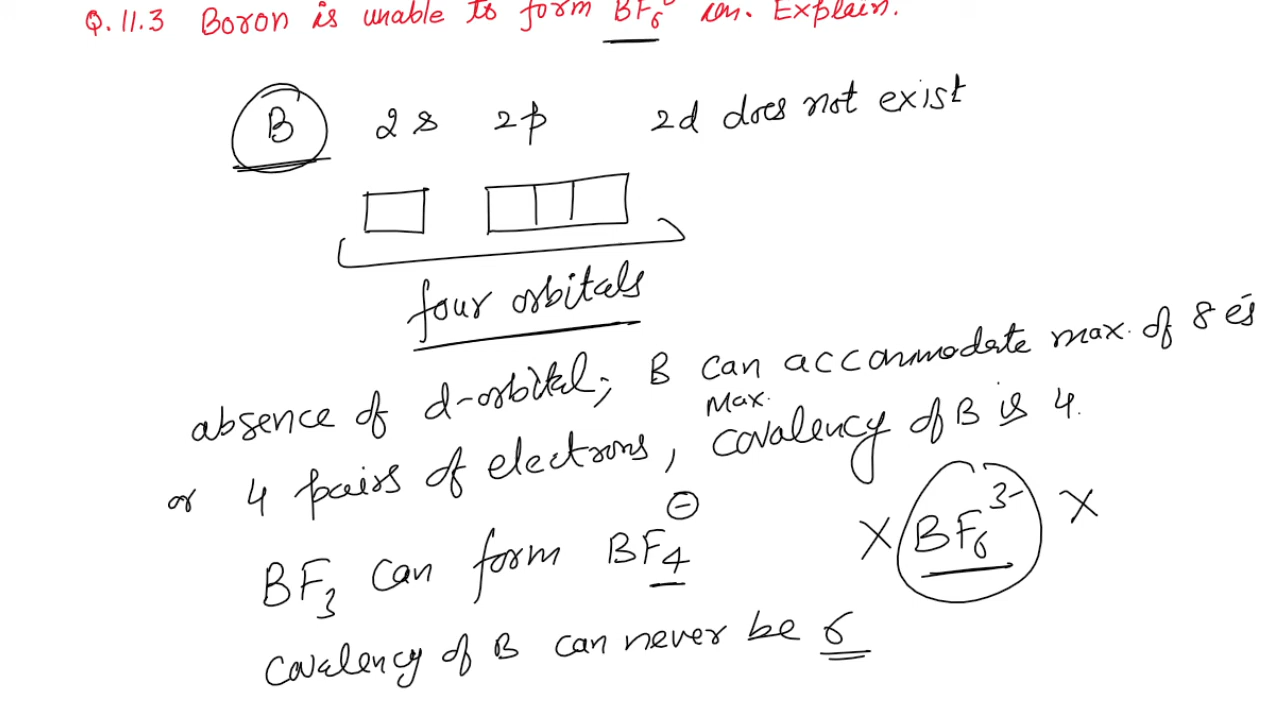 Q.11.3 Boron is unable to form BF6 ion. Explain.
B 2s 2p 2d does not exist
four orbitals
absence of d-orbital; B can accommodate max. of 8 e's
or 4 pairs of electrons, Max. covalency of B is 4.
BF3 can form BF4⊖ X BF6 3- X
Covalency of B can never be 6